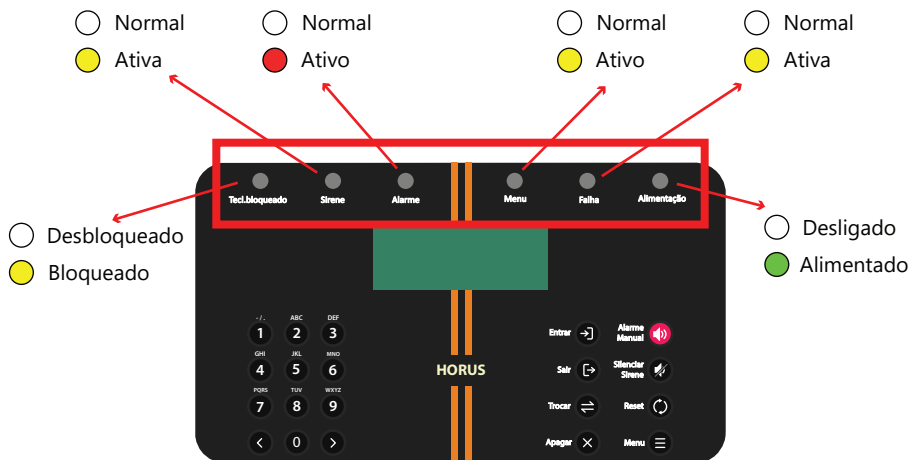 Normal
Ativa
Normal
Ativo
Normal
Ativo
Normal
Ativa
Tecl.bloqueado
Sirene
Alarme
Menu
Falha
Alimentação
Desbloqueado
Bloqueado
Desligado
Alimentado
- / .
ABC
DEF
1
2
3
GHI
JKL
MNO
4
5
6
PQRS
TUV
WXYZ
7
8
9
<
0
>
HORUS
Entrar
Alarme
Manual
Sair
Silenciar
Sirene
Trocar
Reset
Apagar
Menu